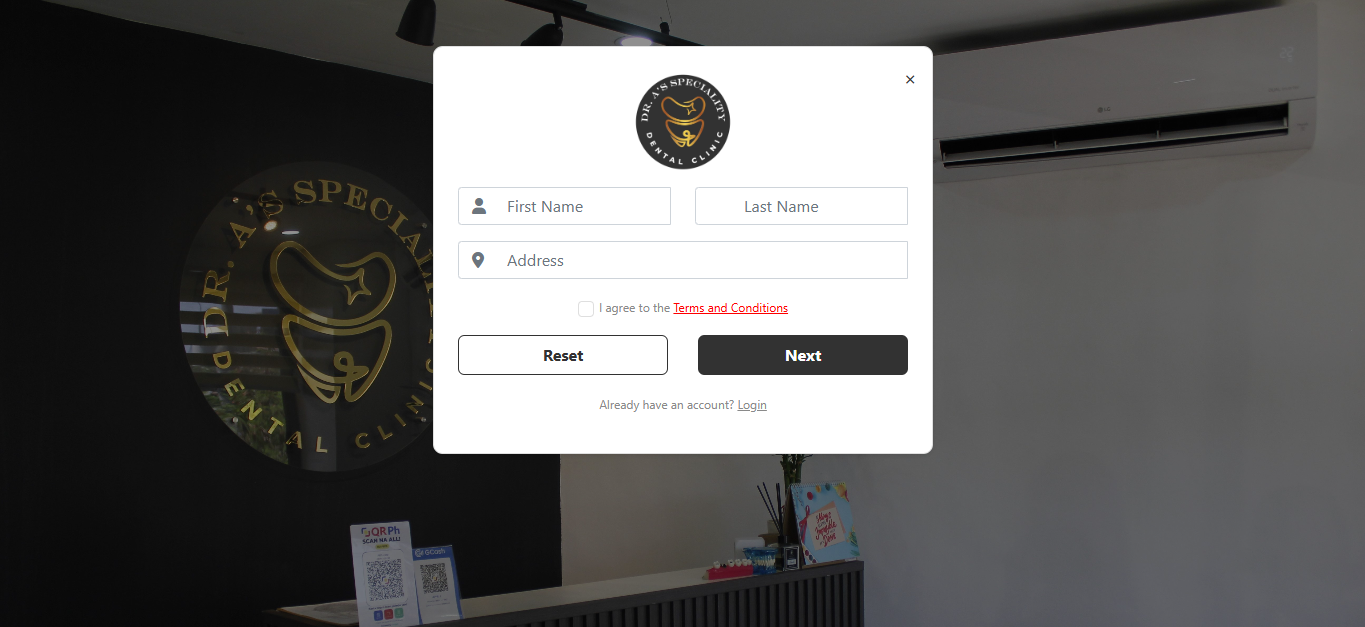 DR. A'S SPECIALITY
DENTAL CLINIC
×
First Name
Last Name
Address
I agree to the Terms and Conditions
Reset
Next
Already have an account? Login
DR. A'S SPECIALI
DENTAL CLINIC
LG
QRPh
SCAN NA ALL!
GCash